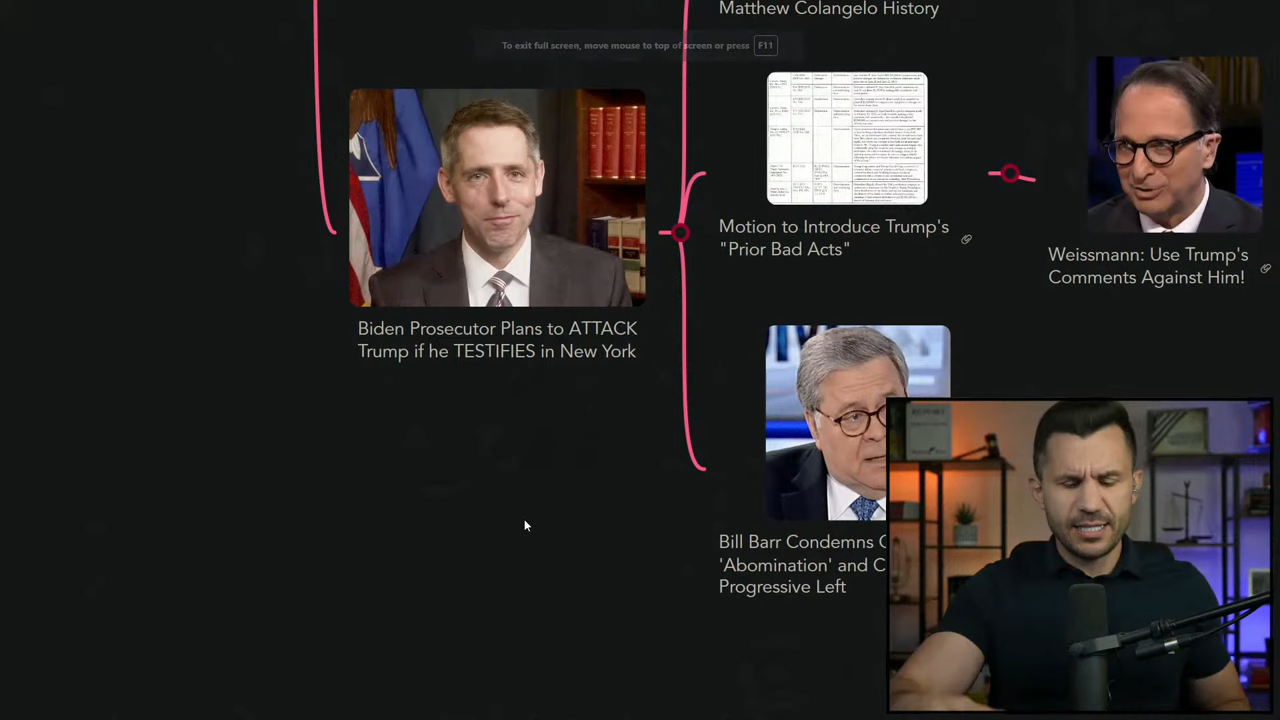 Matthew Colangelo History
To exit full screen, move mouse to top of screen or press F11
Motion to Introduce Trump's
"Prior Bad Acts"
Weissmann: Use Trump's
Comments Against Him!
Biden Prosecutor Plans to ATTACK
Trump if he TESTIFIES in New York
Bill Barr Condemns
'Abomination' and
Progressive Left